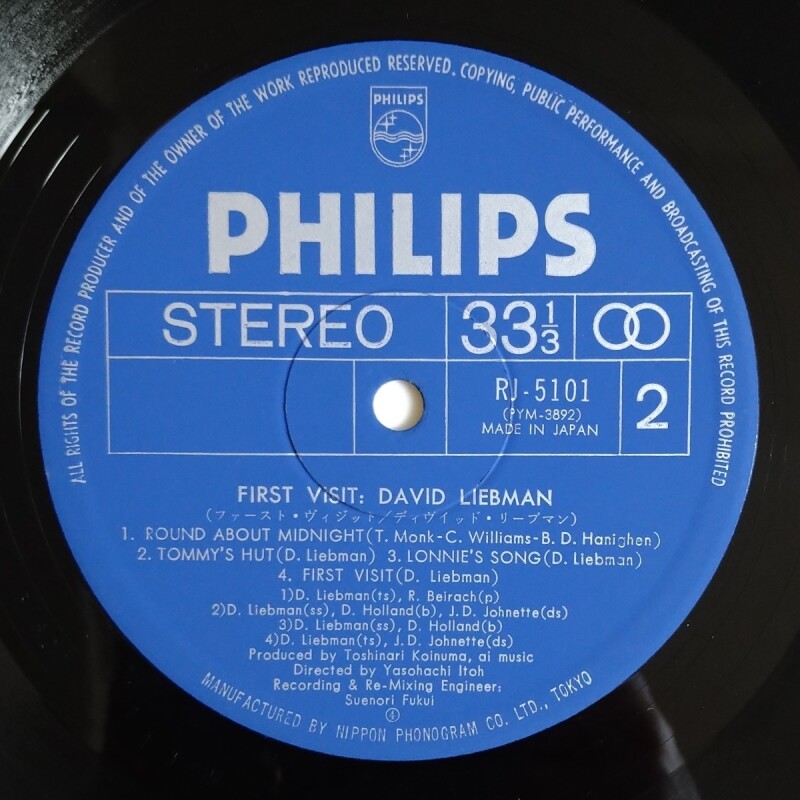 ALL RIGHTS OF THE RECORD PRODUCER AND OF THE OWNER OF THE WORK REPRODUCED RESERVED. COPYING, PUBLIC PERFORMANCE AND BROADCASTING OF THIS RECORD PROHIBITED
PHILIPS
PHILIPS
STEREO 33 1/3
RJ-5101
(PYM-3892)
MADE IN JAPAN
2
FIRST VISIT: DAVID LIEBMAN
(ファースト・ヴィジット/ディヴィッド・リーブマン)
1. ROUND ABOUT MIDNIGHT(T. Monk-C. Williams-B. D. Hanighen)
2. TOMMY'S HUT(D. Liebman) 3. LONNIE'S SONG(D. Liebman)
4. FIRST VISIT(D. Liebman)
1)D. Liebman(ts), R. Beirach(p)
2)D. Liebman(ss), D. Holland(b), J.D. Johnette(ds)
3)D. Liebman(ss), D. Holland(b)
4)D. Liebman(ts), J.D. Johnette(ds)
Produced by Toshinari Koinuma, ai music
Directed by Yasohachi Itoh
Recording & Re-Mixing Engineer:
Suenori Fukui
MANUFACTURED BY NIPPON PHONOGRAM CO. LTD., TOKYO